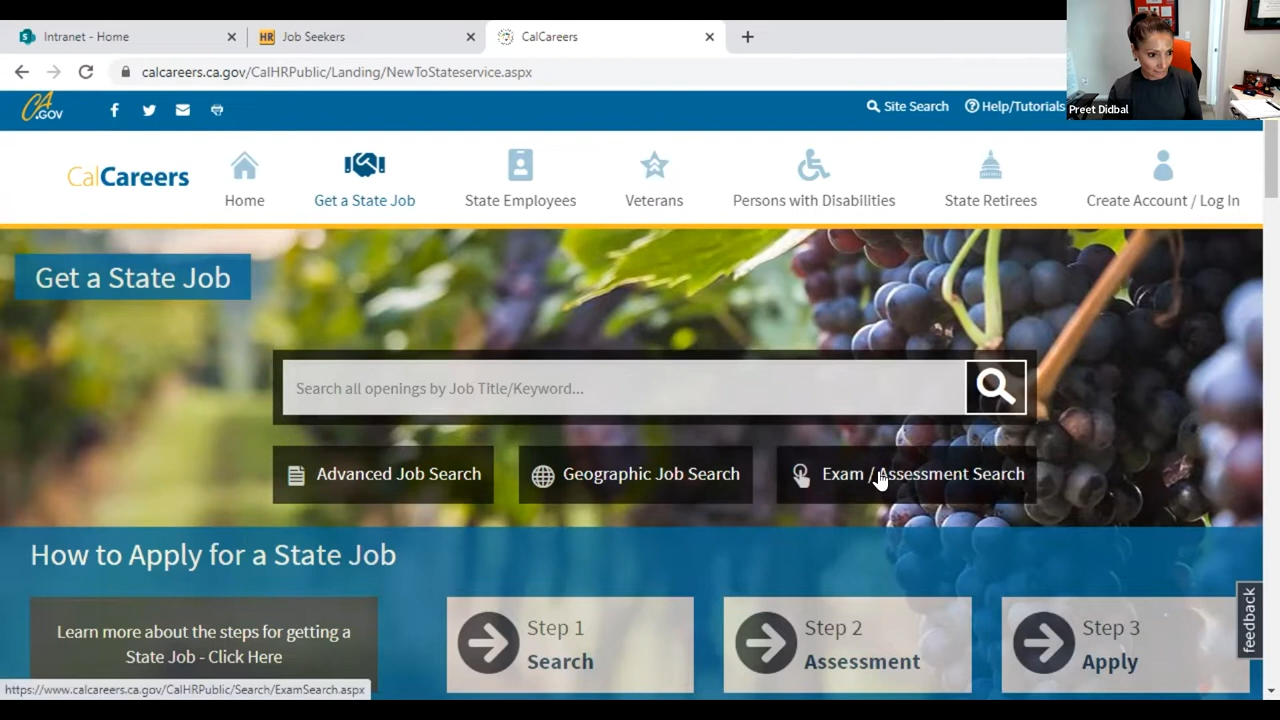 Intranet - Home
HR Job Seekers
CalCareers
calcareers.ca.gov/CalHRPublic/Landing/NewToStateservice.aspx
Preet Didbal
CA.GOV
Site Search
Help/Tutorials
CalCareers
Home
Get a State Job
State Employees
Veterans
Persons with Disabilities
State Retirees
Create Account / Log In
Get a State Job
Search all openings by Job Title/Keyword...
Advanced Job Search
Geographic Job Search
Exam / Assessment Search
How to Apply for a State Job
Learn more about the steps for getting a
State Job - Click Here
Step 1
Search
Step 2
Assessment
Step 3
Apply
feedback
https://www.calcareers.ca.gov/CalHRPublic/Search/ExamSearch.aspx